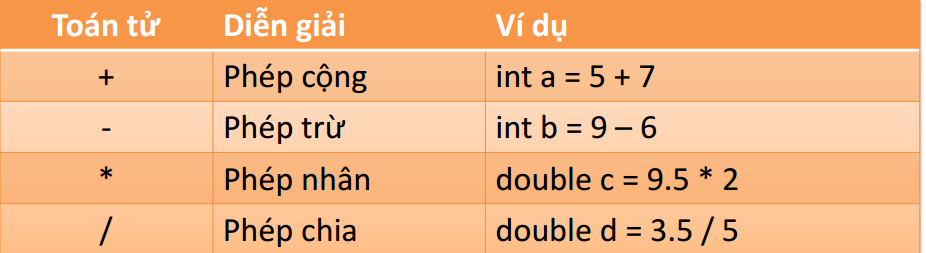 Toán tử Diễn giải Ví dụ
+ Phép cộng int a = 5 + 7
- Phép trừ int b = 9 – 6
* Phép nhân double c = 9.5 * 2
/ Phép chia double d = 3.5 / 5